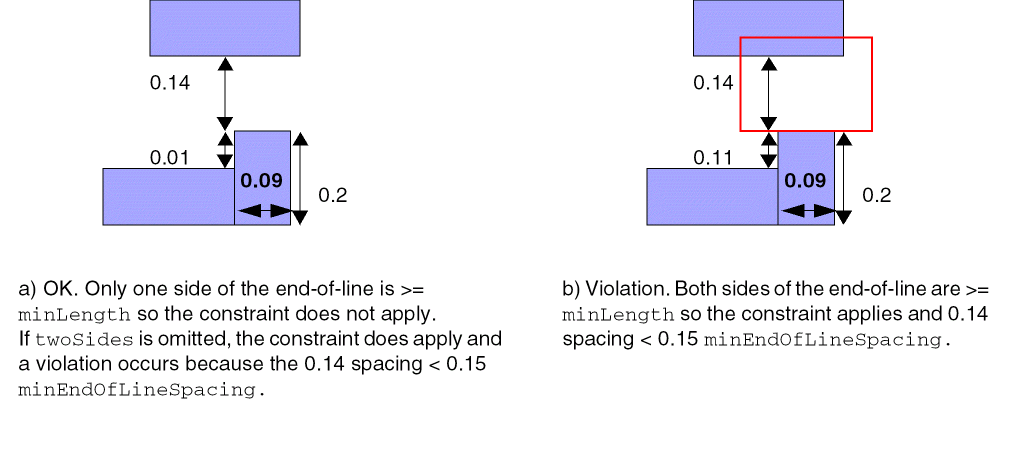 0.14
0.01
0.09
0.2
a) OK. Only one side of the end-of-line is >=
minLength so the constraint does not apply.
If twoSides is omitted, the constraint does apply and
a violation occurs because the 0.14 spacing < 0.15
minEndOfLineSpacing.
0.14
0.11
0.09
0.2
b) Violation. Both sides of the end-of-line are >=
minLength so the constraint applies and 0.14
spacing < 0.15 minEndOfLineSpacing.